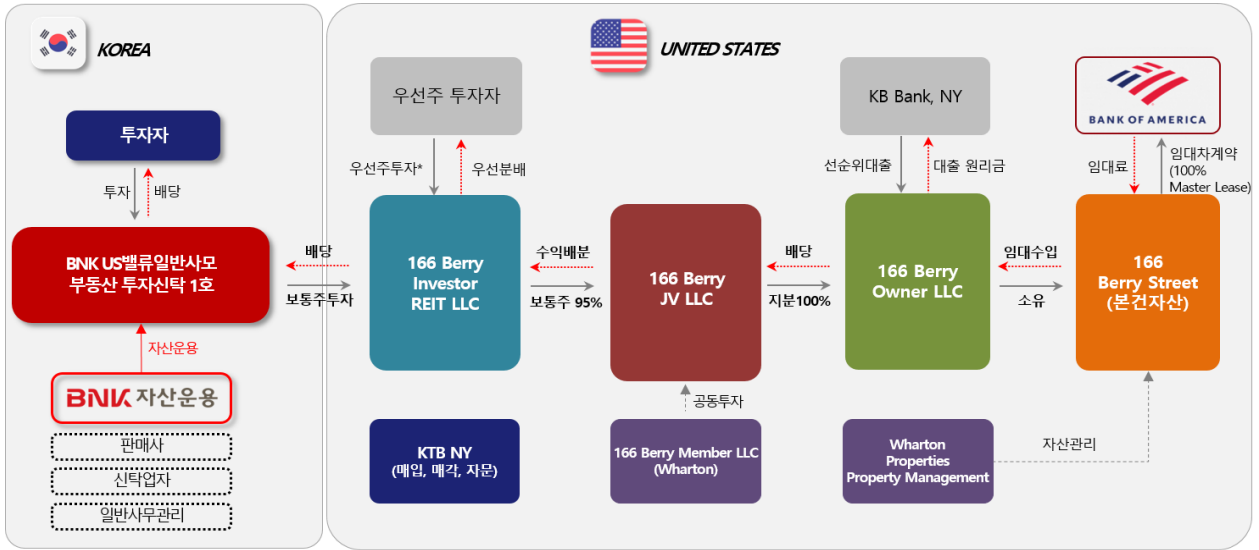 KOREA
투자자
투자
배당
BNK US밸류일반사모
부동산 투자신탁 1호
자산운용
BNK 자산운용
판매사
신탁업자
일반사무관리
배당
보통주투자
UNITED STATES
우선주 투자자
우선주투자*
우선분배
166 Berry
Investor
REIT LLC
KTB NY
(매입, 매각, 자문)
수익배분
보통주 95%
166 Berry
JV LLC
공동투자
166 Berry Member LLC
(Wharton)
배당
지분100%
KB Bank, NY
선순위대출
대출 원리금
166 Berry
Owner LLC
Wharton
Properties
Property Management
임대수입
소유
BANK OF AMERICA
임대료
임대차계약
(100%
Master Lease)
166
Berry Street
(본건자산)
자산관리